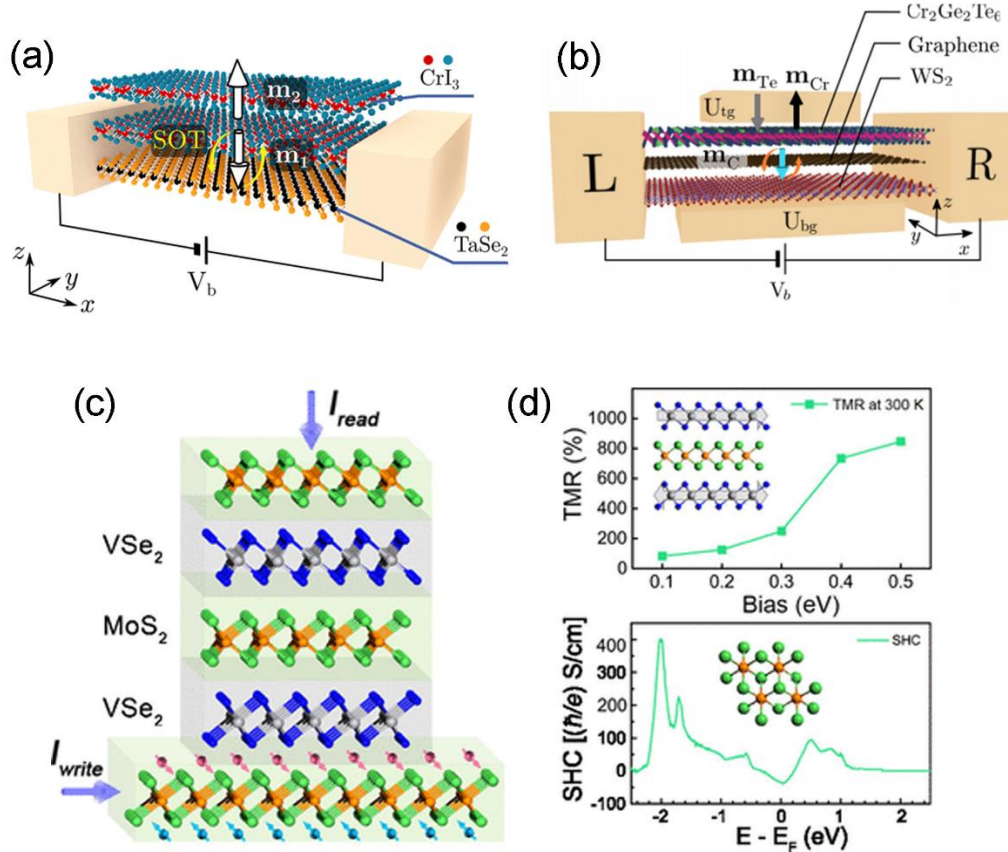 (a)
CrI₃
m₂
SOT
m₁
TaSe₂
V_b
z
y
x
(b)
Cr₂Ge₂Te₆
Graphene
WS₂
m_Te
m_Cr
U_tg
m_C
L
R
U_bg
z
y
x
V_b
(c)
I_read
VSe₂
MoS₂
VSe₂
I_write
(d)
TMR (%)
1000
800
600
400
200
0
TMR at 300 K
0.1 0.2 0.3 0.4 0.5
Bias (eV)
SHC [(ħ/e) S/cm]
400
300
200
100
0
-100
SHC
-2 -1 0 1 2
E - E_F (eV)